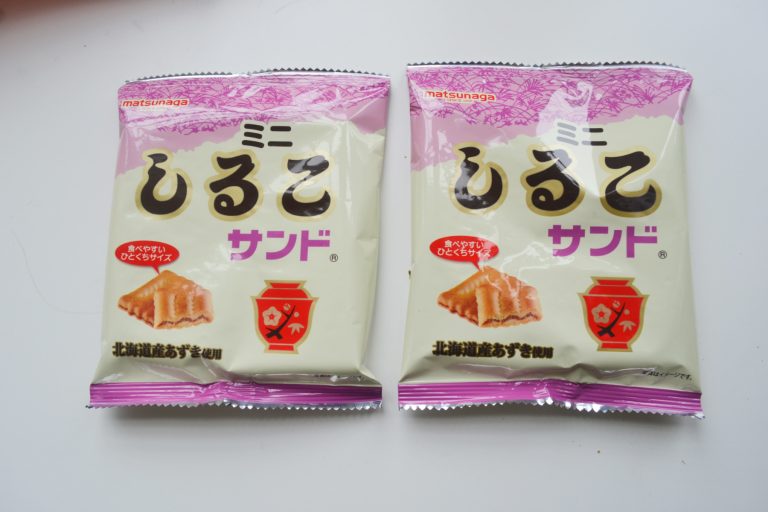 matsunaga
ミニ
しるこ
サンド®
食べやすい
ひとくちサイズ
北海道産あずき使用
matsunaga
ミニ
しるこ
サンド®
食べやすい
ひとくちサイズ
北海道産あずき使用